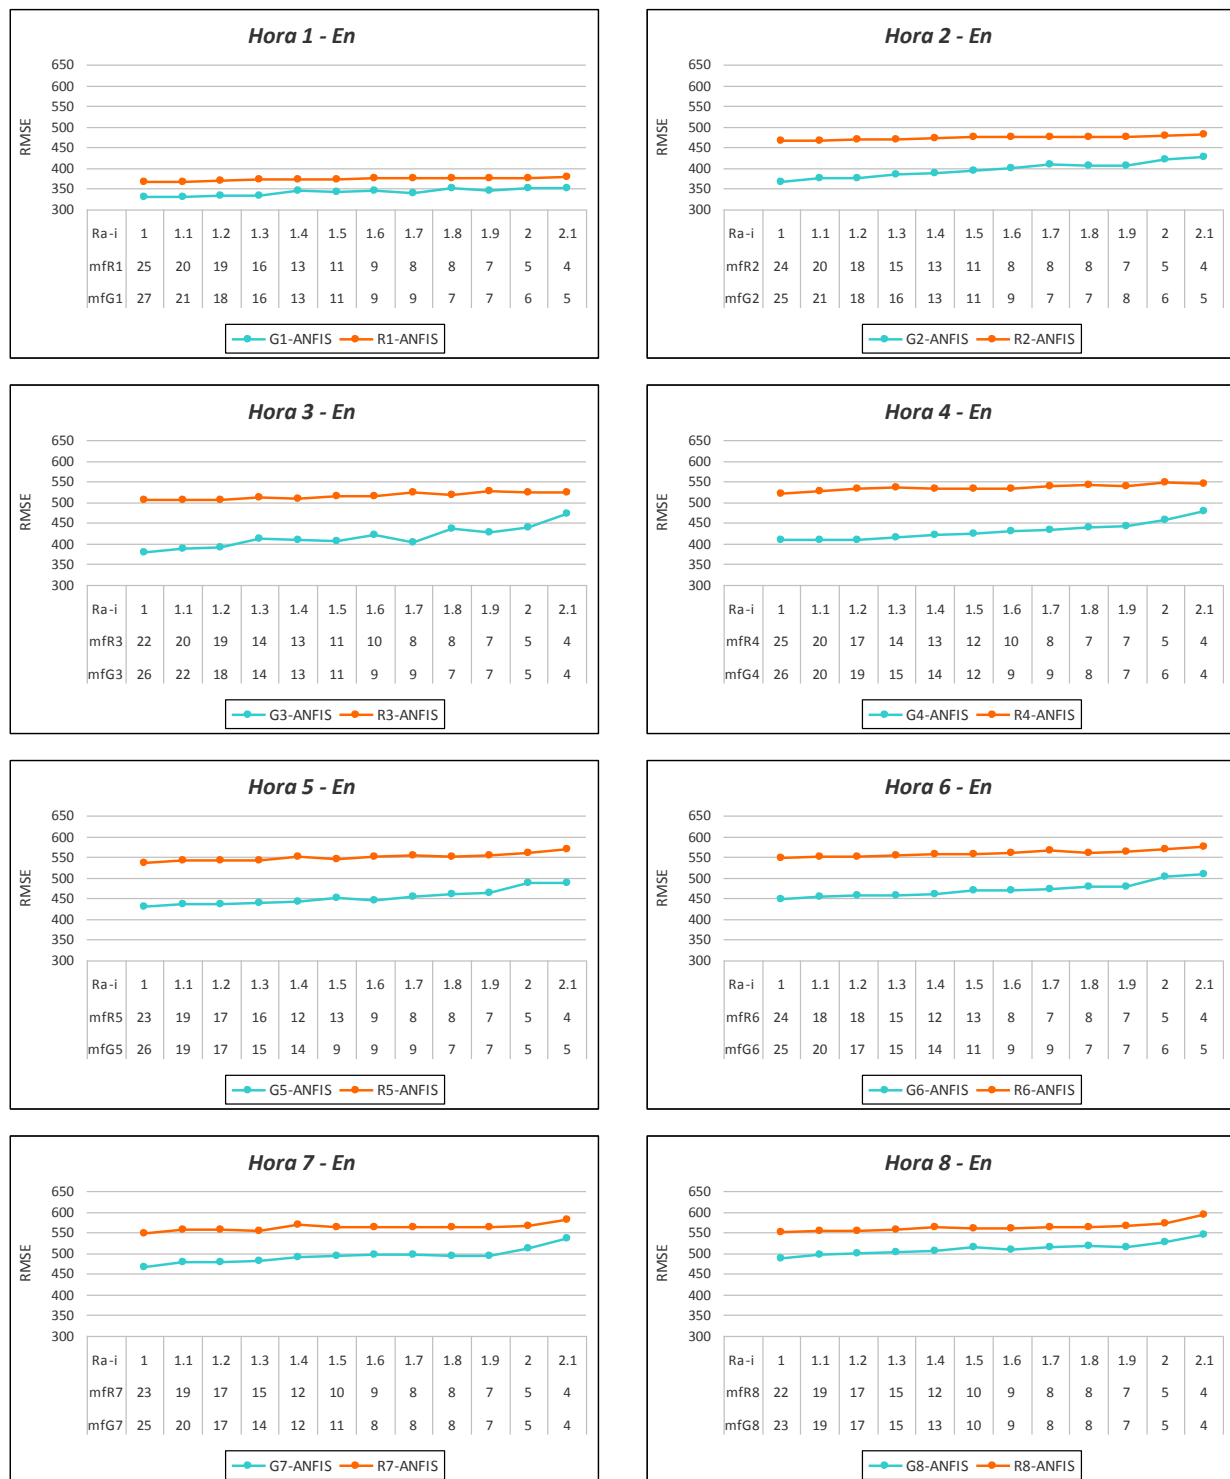 Hora 1 - En
650
600
550
500
450
400
350
300
RMSE
Ra-i 1 1.1 1.2 1.3 1.4 1.5 1.6 1.7 1.8 1.9 2 2.1
mfR1 25 20 19 16 13 11 9 8 8 7 5 4
mfG1 27 21 18 16 13 11 9 9 7 7 6 5
G1-ANFIS R1-ANFIS
Hora 2 - En
650
600
550
500
450
400
350
300
RMSE
Ra-i 1 1.1 1.2 1.3 1.4 1.5 1.6 1.7 1.8 1.9 2 2.1
mfR2 24 20 18 15 13 11 8 8 8 7 5 4
mfG2 25 21 18 16 13 11 9 7 7 8 6 5
G2-ANFIS R2-ANFIS
Hora 3 - En
650
600
550
500
450
400
350
300
RMSE
Ra-i 1 1.1 1.2 1.3 1.4 1.5 1.6 1.7 1.8 1.9 2 2.1
mfR3 22 20 19 14 13 11 10 8 8 7 5 4
mfG3 26 22 18 14 13 11 9 9 7 7 5 4
G3-ANFIS R3-ANFIS
Hora 4 - En
650
600
550
500
450
400
350
300
RMSE
Ra-i 1 1.1 1.2 1.3 1.4 1.5 1.6 1.7 1.8 1.9 2 2.1
mfR4 25 20 17 14 13 12 10 8 7 7 5 4
mfG4 26 20 19 15 14 12 9 9 8 7 6 4
G4-ANFIS R4-ANFIS
Hora 5 - En
650
600
550
500
450
400
350
300
RMSE
Ra-i 1 1.1 1.2 1.3 1.4 1.5 1.6 1.7 1.8 1.9 2 2.1
mfR5 23 19 17 16 12 13 9 8 8 7 5 4
mfG5 26 19 17 15 14 9 9 9 7 7 5 5
G5-ANFIS R5-ANFIS
Hora 6 - En
650
600
550
500
450
400
350
300
RMSE
Ra-i 1 1.1 1.2 1.3 1.4 1.5 1.6 1.7 1.8 1.9 2 2.1
mfR6 24 18 18 15 12 13 8 7 8 7 5 4
mfG6 25 20 17 15 14 11 9 9 7 7 6 5
G6-ANFIS R6-ANFIS
Hora 7 - En
650
600
550
500
450
400
350
300
RMSE
Ra-i 1 1.1 1.2 1.3 1.4 1.5 1.6 1.7 1.8 1.9 2 2.1
mfR7 23 19 17 15 12 10 9 8 8 7 5 4
mfG7 25 20 17 14 12 11 8 8 8 7 5 4
G7-ANFIS R7-ANFIS
Hora 8 - En
650
600
550
500
450
400
350
300
RMSE
Ra-i 1 1.1 1.2 1.3 1.4 1.5 1.6 1.7 1.8 1.9 2 2.1
mfR8 22 19 17 15 12 10 9 8 8 7 5 4
mfG8 23 19 17 15 13 10 9 8 8 7 5 4
G8-ANFIS R8-ANFIS